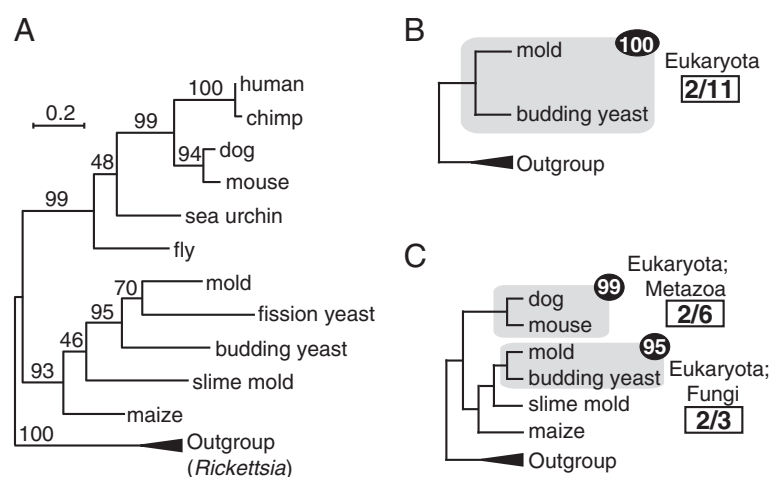 A
0.2
100
human
chimp
99
94
dog
mouse
48
sea urchin
99
fly
70
mold
fission yeast
95
budding yeast
46
slime mold
93
maize
100
Outgroup
(Rickettsia)
B
mold
100
Eukaryota
2/11
budding yeast
Outgroup
C
dog
mouse
99
Eukaryota;
Metazoa
2/6
mold
budding yeast
95
Eukaryota;
Fungi
2/3
slime mold
maize
Outgroup